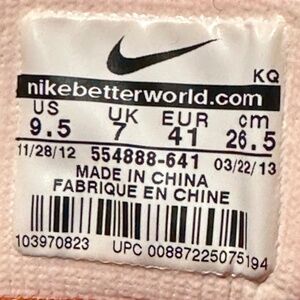 KQ
nikebetterworld.com
US UK EUR cm
9.5 7 41 26.5
11/28/12 554888-641 03/22/13
MADE IN CHINA
FABRIQUE EN CHINE
103970823 UPC 00887225075194